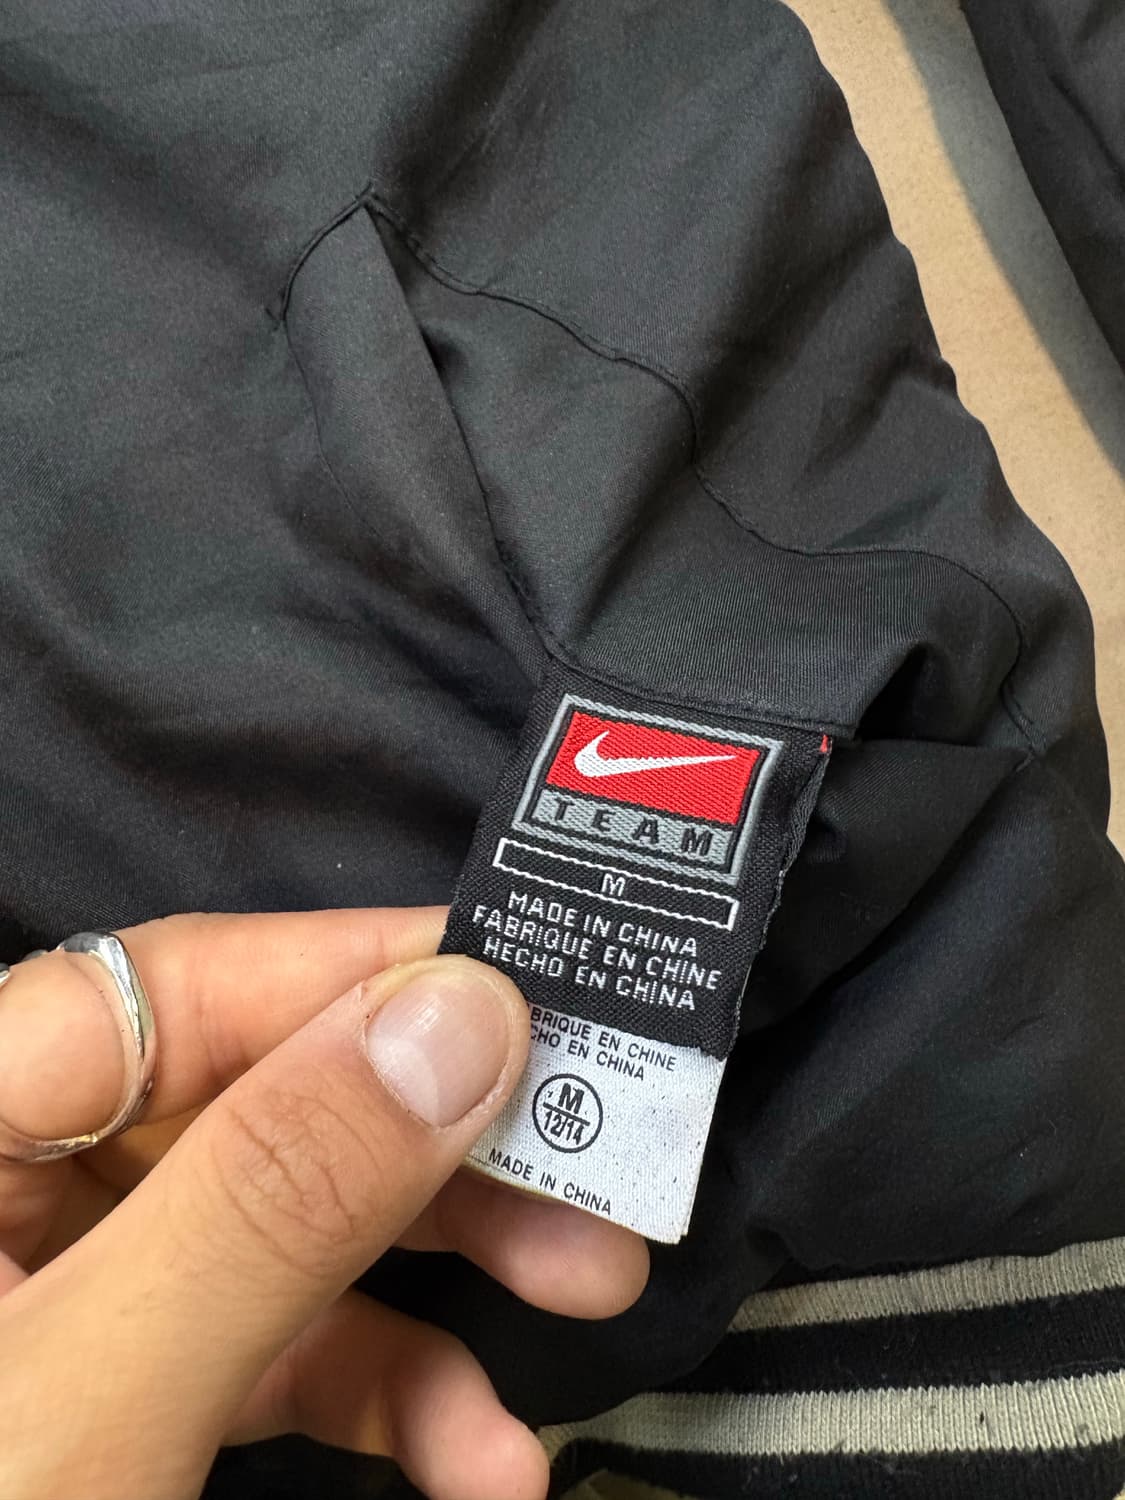 TEAM
M
MADE IN CHINA
FABRIQUE EN CHINE
HECHO EN CHINA
BRIQUE EN CHINE
CHO EN CHINA
M
12/14
MADE IN CHINA